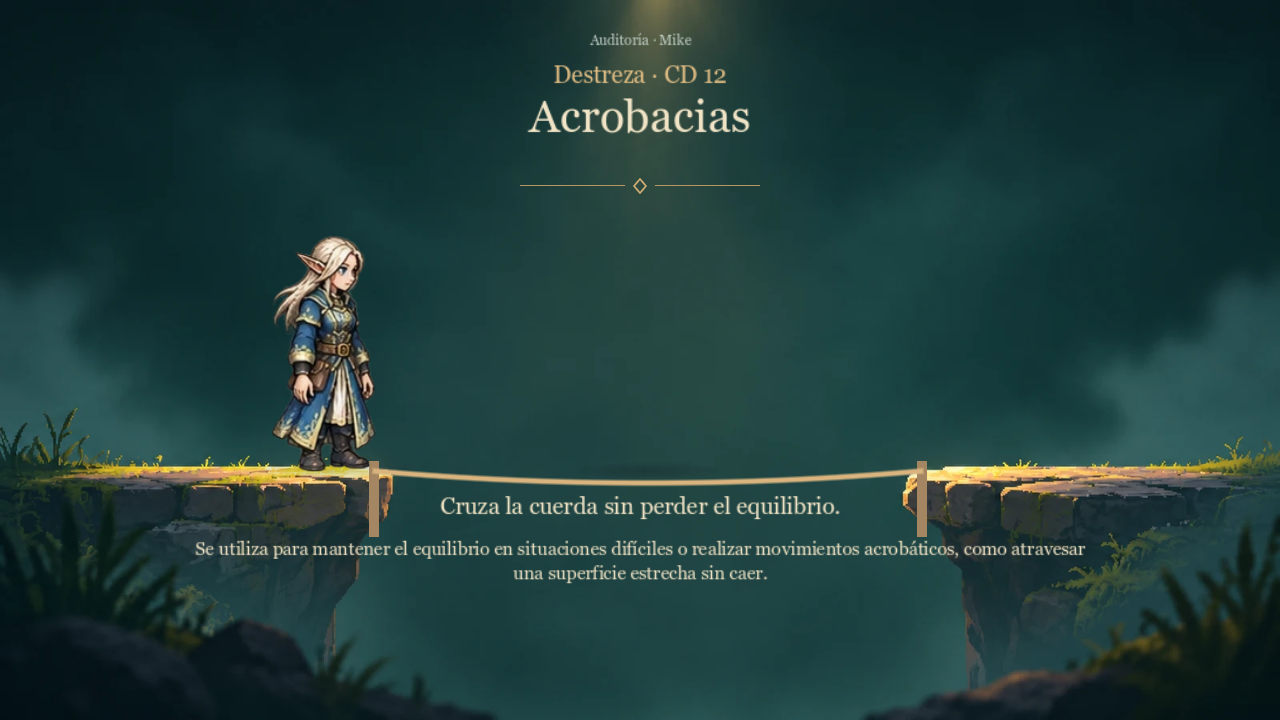 Auditoría · Mike
Destreza · CD 12
Acrobacias
Cruza la cuerda sin perder el equilibrio.
Se utiliza para mantener el equilibrio en situaciones difíciles o realizar movimientos acrobáticos, como atravesar
una superficie estrecha sin caer.